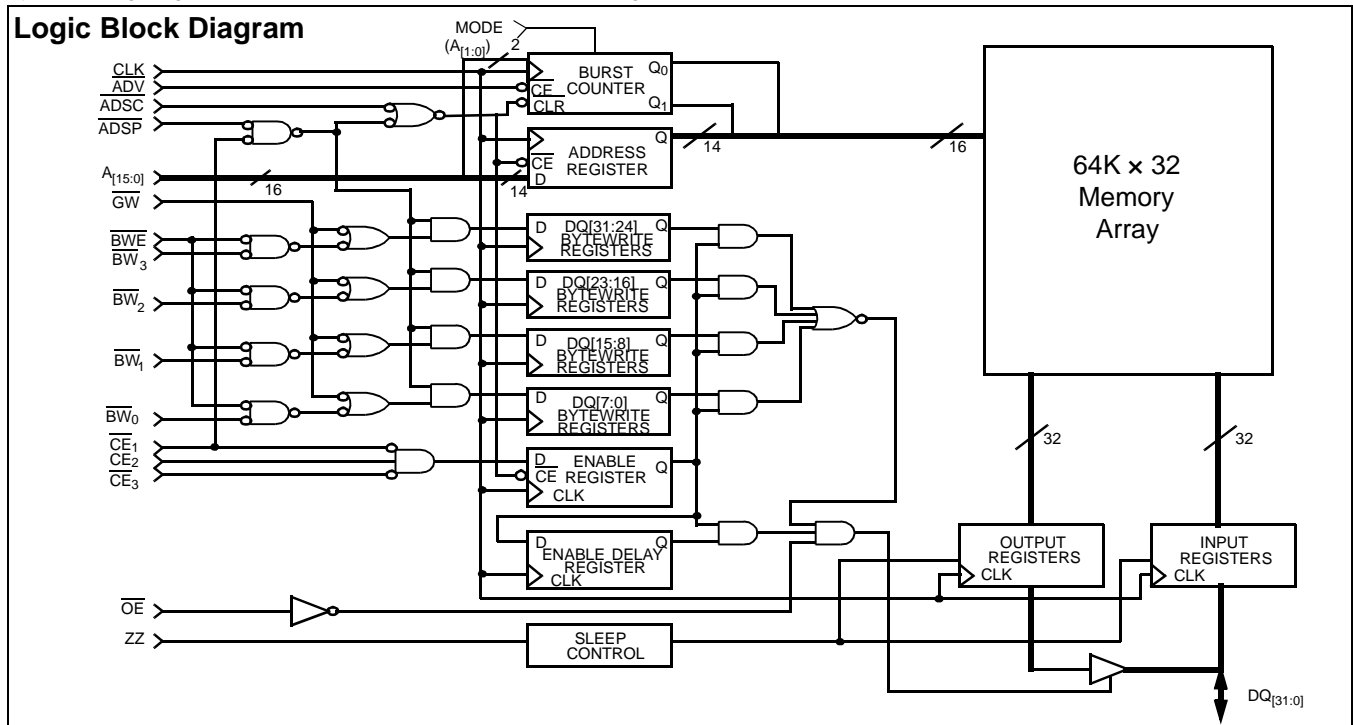 Logic Block Diagram
MODE
(A[1:0])
2
CLK
ADV
ADSC
ADSP
A[15:0]
16
14
GW
BWE
BW3
BW2
BW1
BW0
CE1
CE2
CE3
OE
ZZ
BURST
COUNTER
CE
CLR
Q0
Q1
ADDRESS
REGISTER
CE
D
Q
14
16
D
DQ[31:24]
BYTEWRITE
REGISTERS
Q
D
DQ[23:16]
BYTEWRITE
REGISTERS
Q
D
DQ[15:8]
BYTEWRITE
REGISTERS
Q
D
DQ[7:0]
BYTEWRITE
REGISTERS
Q
D
CE
ENABLE
REGISTER
CLK
Q
D
ENABLE DELAY
REGISTER
CLK
Q
SLEEP
CONTROL
64K × 32
Memory
Array
32
32
OUTPUT
REGISTERS
CLK
INPUT
REGISTERS
CLK
DQ[31:0]